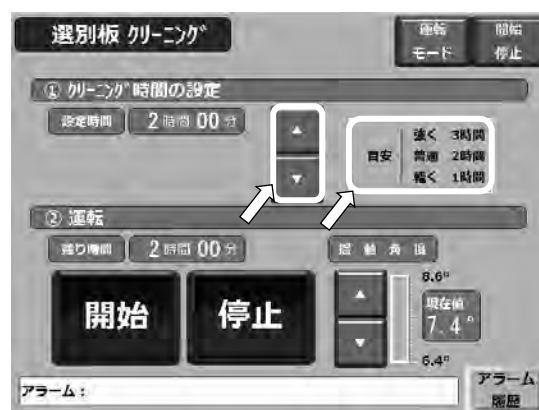 選別板 ｸﾘｰﾆﾝｸﾞ
運転
モード
開始
停止
① ｸﾘｰﾆﾝｸﾞ時間の設定
設定時間 2 時間 00 分
▲
▼
目安
強く 3時間
普通 2時間
軽く 1時間
② 運転
残り時間 2 時間 00 分
振動角度
開始
停止
▲
▼
8.6°
現在値
7.4°
6.4°
アラーム：
アラーム
履歴